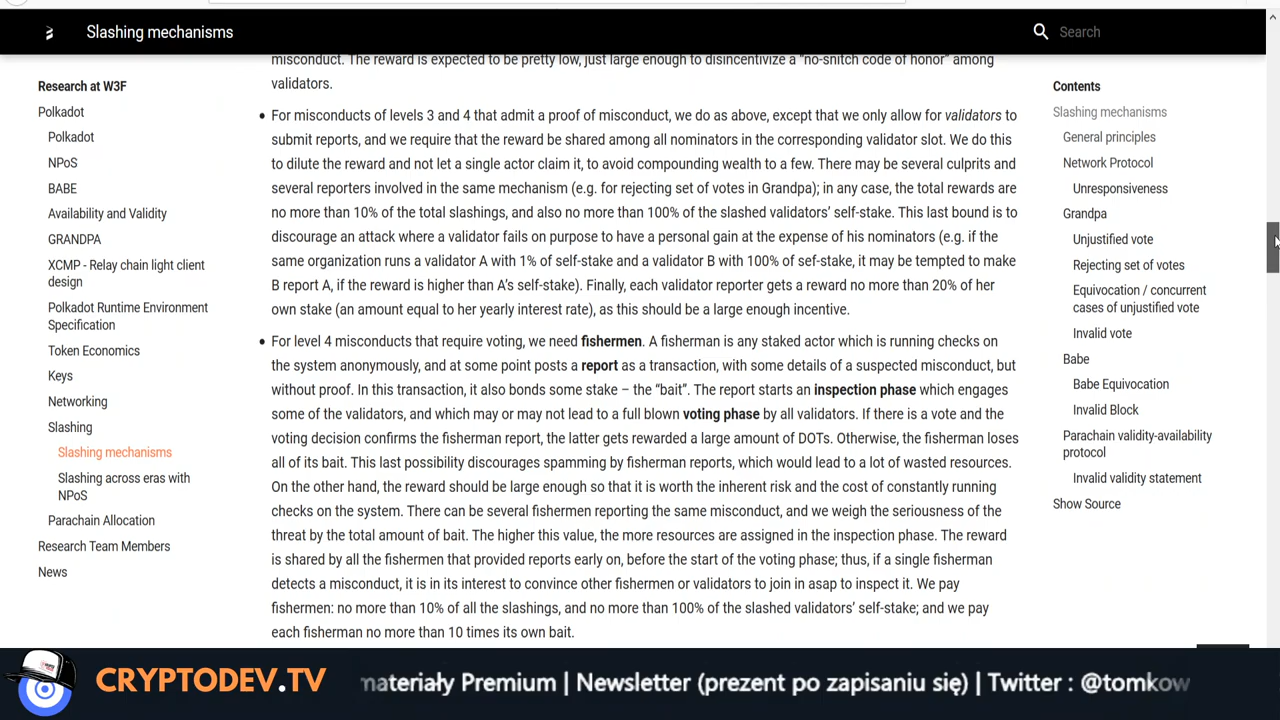 Slashing mechanisms
Search
Research at W3F
Polkadot
Polkadot
NPoS
BABE
Availability and Validity
GRANDPA
XCMP - Relay chain light client
design
Polkadot Runtime Environment
Specification
Token Economics
Keys
Networking
Slashing
Slashing mechanisms
Slashing across eras with
NPoS
Parachain Allocation
Research Team Members
News
misconduct. The reward is expected to be pretty low, just large enough to disincentivize a “no-snitch code of honor” among
validators.
• For misconducts of levels 3 and 4 that admit a proof of misconduct, we do as above, except that we only allow for validators to
submit reports, and we require that the reward be shared among all nominators in the corresponding validator slot. We do this
to dilute the reward and not let a single actor claim it, to avoid compounding wealth to a few. There may be several culprits and
several reporters involved in the same mechanism (e.g. for rejecting set of votes in Grandpa); in any case, the total rewards are
no more than 10% of the total slashings, and also no more than 100% of the slashed validators’ self-stake. This last bound is to
discourage an attack where a validator fails on purpose to have a personal gain at the expense of his nominators (e.g. if the
same organization runs a validator A with 1% of self-stake and a validator B with 100% of sef-stake, it may be tempted to make
B report A, if the reward is higher than A’s self-stake). Finally, each validator reporter gets a reward no more than 20% of her
own stake (an amount equal to her yearly interest rate), as this should be a large enough incentive.
• For level 4 misconducts that require voting, we need fishermen. A fisherman is any staked actor which is running checks on
the system anonymously, and at some point posts a report as a transaction, with some details of a suspected misconduct, but
without proof. In this transaction, it also bonds some stake – the “bait”. The report starts an inspection phase which engages
some of the validators, and which may or may not lead to a full blown voting phase by all validators. If there is a vote and the
voting decision confirms the fisherman report, the latter gets rewarded a large amount of DOTs. Otherwise, the fisherman loses
all of its bait. This last possibility discourages spamming by fisherman reports, which would lead to a lot of wasted resources.
On the other hand, the reward should be large enough so that it is worth the inherent risk and the cost of constantly running
checks on the system. There can be several fishermen reporting the same misconduct, and we weigh the seriousness of the
threat by the total amount of bait. The higher this value, the more resources are assigned in the inspection phase. The reward
is shared by all the fishermen that provided reports early on, before the start of the voting phase; thus, if a single fisherman
detects a misconduct, it is in its interest to convince other fishermen or validators to join in asap to inspect it. We pay
fishermen: no more than 10% of all the slashings, and no more than 100% of the slashed validators’ self-stake; and we pay
each fisherman no more than 10 times its own bait.
Contents
Slashing mechanisms
General principles
Network Protocol
Unresponsiveness
Grandpa
Unjustified vote
Rejecting set of votes
Equivocation / concurrent
cases of unjustified vote
Invalid vote
Babe
Babe Equivocation
Invalid Block
Parachain validity-availability
protocol
Invalid validity statement
Show Source
CRYPTODEV.TV
materiały Premium | Newsletter (prezent po zapisaniu się) | Twitter : @tomkow